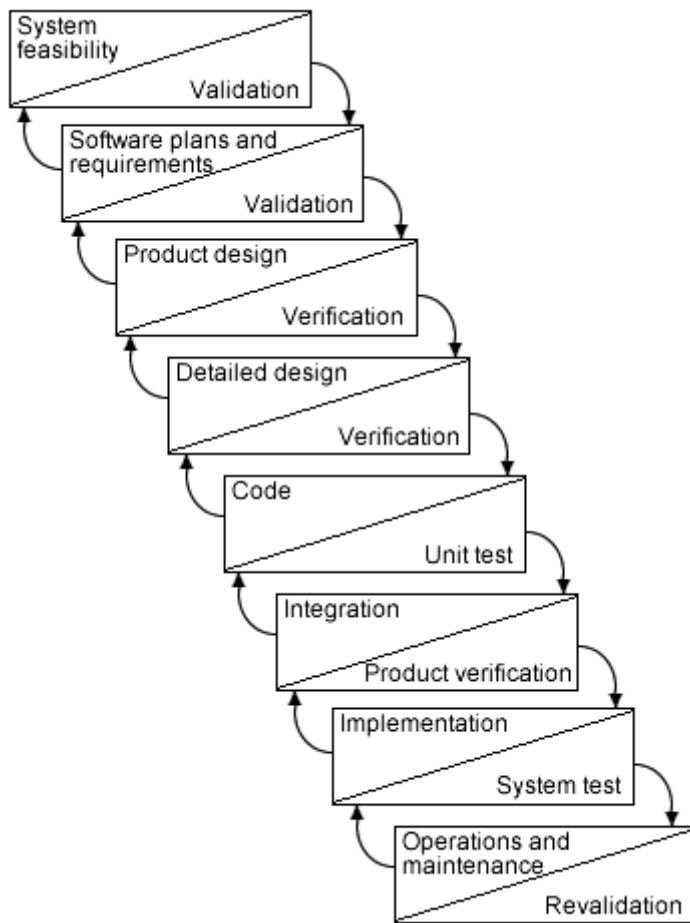 System
feasibility
Validation
Software plans and
requirements
Validation
Product design
Verification
Detailed design
Verification
Code
Unit test
Integration
Product verification
Implementation
System test
Operations and
maintenance
Revalidation